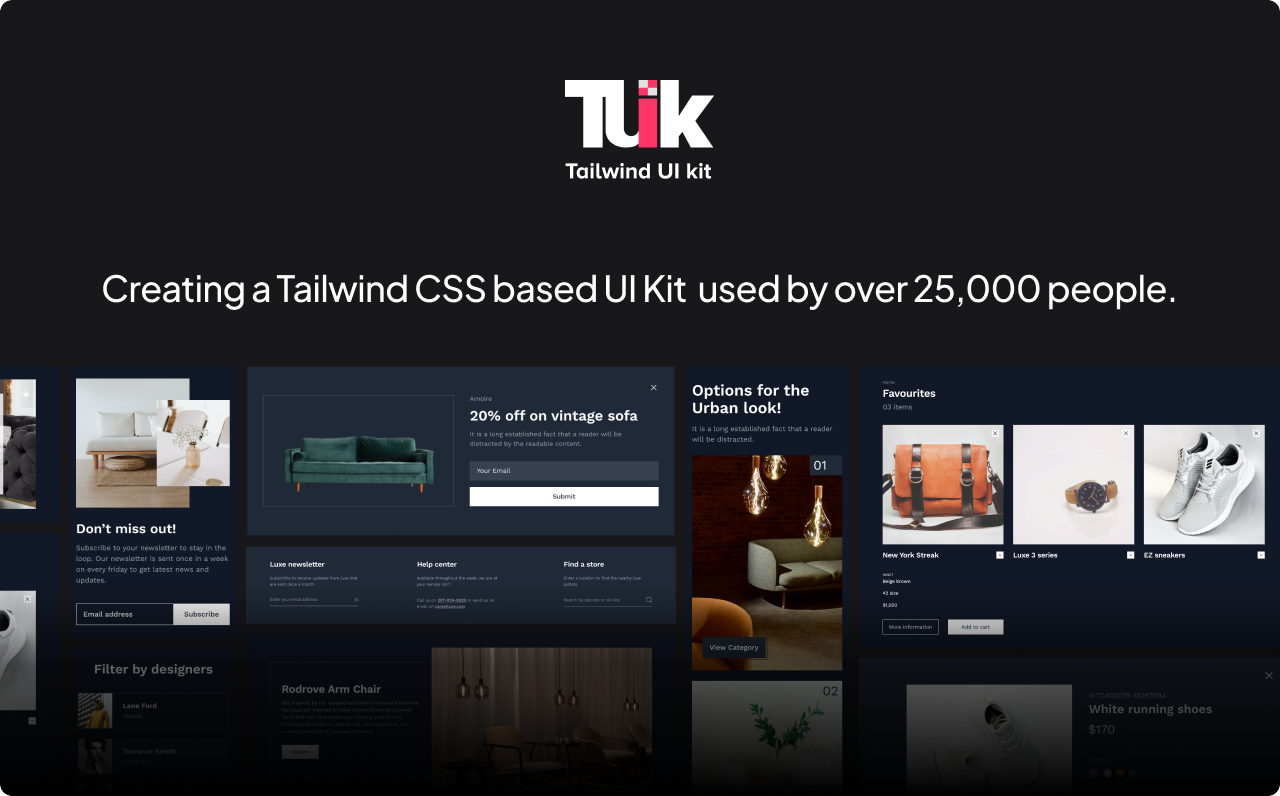 TUik
Tailwind UI kit
Creating a Tailwind CSS based UI Kit used by over 25,000 people.
Don't miss out!
Subscribe to your newsletter to stay in the
loop. Our newsletter is sent once in a week
on every friday to get latest news and
updates.
Email address
Subscribe
Filter by designers
Lane Ford
Torrance Smith
Amoire
20% off on vintage sofa
It is a long established fact that a reader will be
distracted by the readable content.
Your Email
Submit
Luxe newsletter
Subscribe to receive updates from luxe that
are sent once a month
Enter you email address
Help center
Available throughout the week, we are at
your service 24/7
Find a store
Enter a location to find the nearby luxe
outlets
Search by zipcode or vicinity
Rodrove Arm Chair
Options for the
Urban look!
It is a long established fact that a reader
will be distracted.
01
View Category
02
Home
Favourites
03 items
New York Streak
Luxe 3 series
EZ sneakers
Beige brown
43 size
$1,000
More information
Add to cart
White running shoes
$170